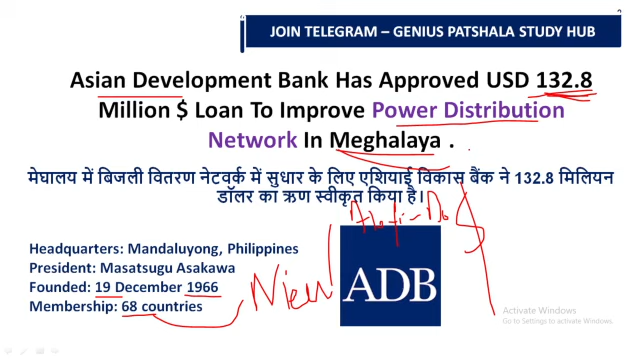 JOIN TELEGRAM – GENIUS PATSHALA STUDY HUB
Asian Development Bank Has Approved USD 132.8
Million $ Loan To Improve Power Distribution
Network In Meghalaya .
मेघालय में बिजली वितरण नेटवर्क में सुधार के लिए एशियाई विकास बैंक ने 132.8 मिलियन
डॉलर का ऋण स्वीकृत किया है।
Headquarters: Mandaluyong, Philippines
President: Masatsugu Asakawa
Founded: 19 December 1966
Membership: 68 countries
ADB
Activate Windows
Go to Settings to activate Windows.